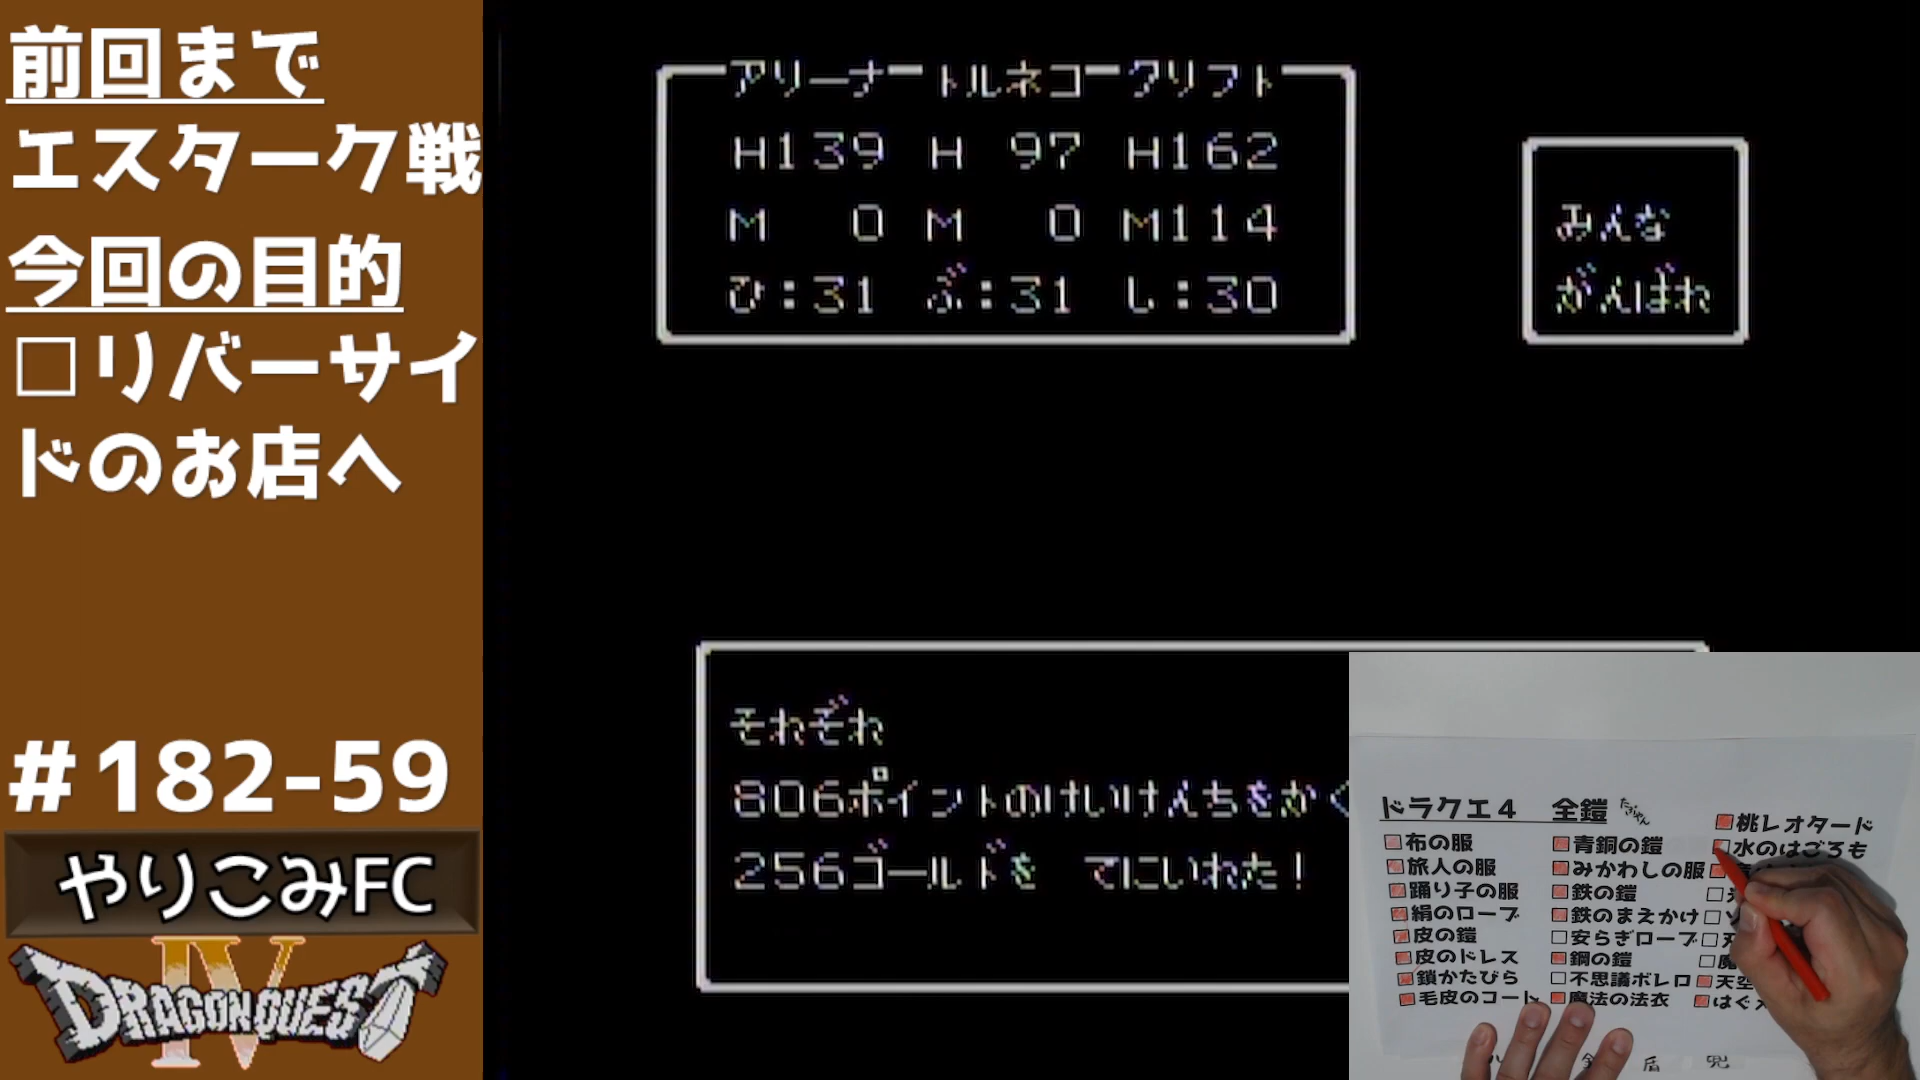 前回まで
エスターク戦
今回の目的
□リバーサイ
ドのお店へ
#182-59
やりこみFC
DRAGON QUEST
IV
アリーナ トルネコ クリフト
H139 H 97 H162
M 0 M 0 M114
ひ:31 ぶ:31 し:30
みんな
がんばれ
それぞれ
806ポイントのけいけんちをかく
256ゴールドを てにいれた!
ドラクエ4 全鎧
布の服
旅人の服
踊り子の服
絹のローブ
皮の鎧
皮のドレス
鎖かたびら
毛皮のコート
青銅の鎧
みかわしの服
鉄の鎧
鉄のまえかけ
安らぎローブ
鋼の鎧
不思議ボレロ
魔法の法衣
桃レオタード
水のはごろも
天空
はぐ
盾
兜